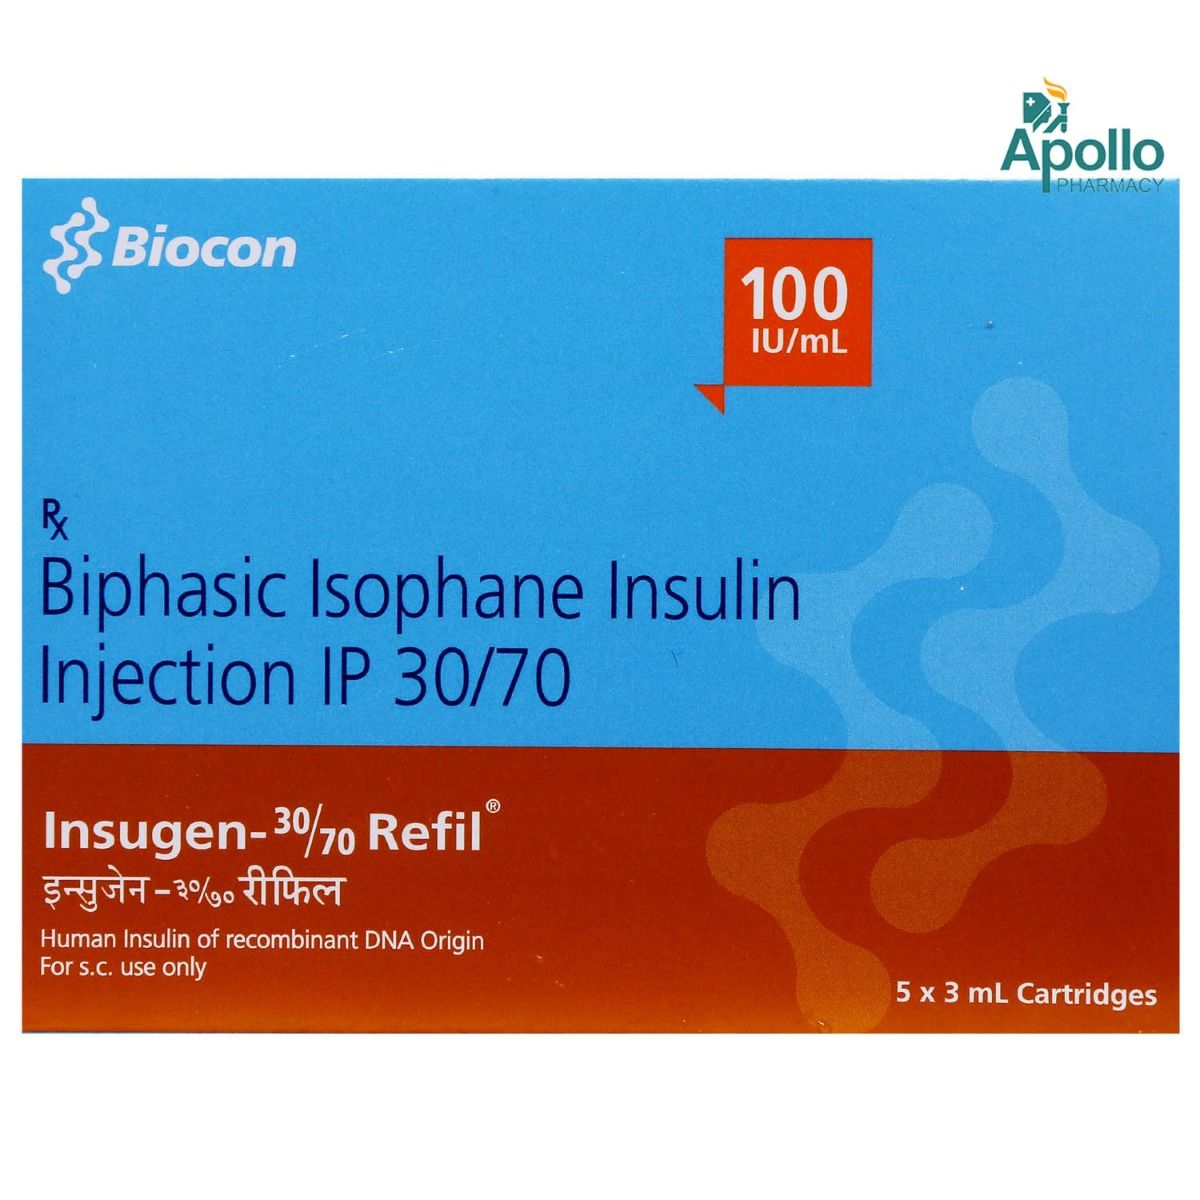 Apollo
PHARMACY
Biocon
100
IU/mL
Rx
Biphasic Isophane Insulin
Injection IP 30/70
Insugen-30/70 Refil®
इन्सुजेन-३०/७० रीफिल
Human Insulin of recombinant DNA Origin
For s.c. use only
5 x 3 mL Cartridges